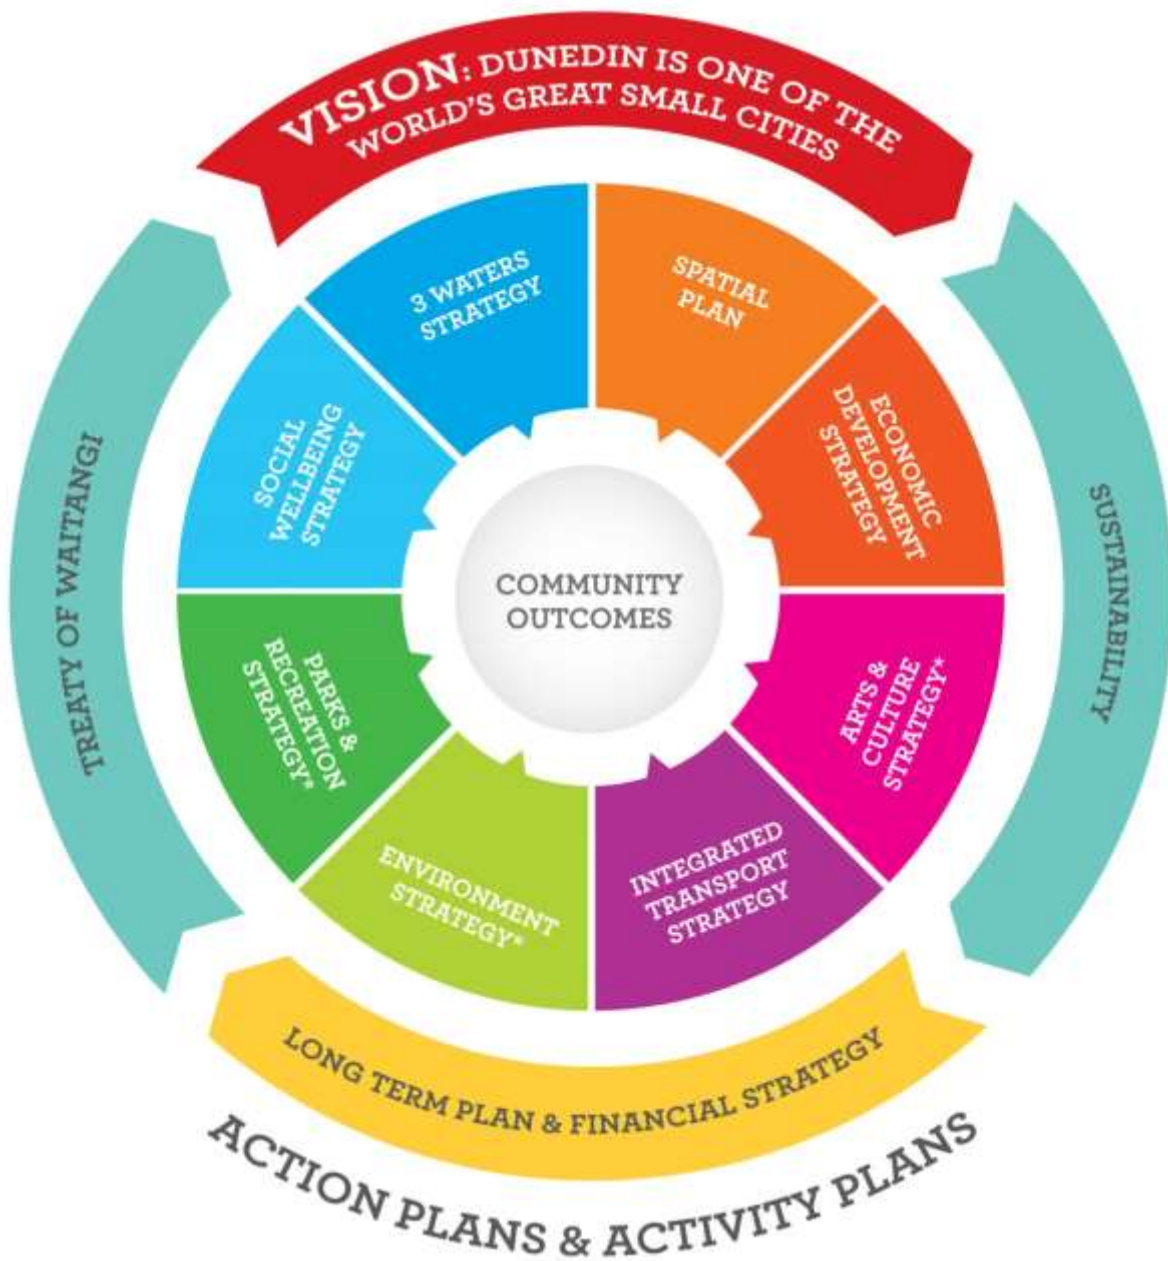 VISION: DUNEDIN IS ONE OF THE
WORLD'S GREAT SMALL CITIES
3 WATERS
STRATEGY
SPATIAL
PLAN
SOCIAL
WELLBEING
STRATEGY
ECONOMIC
DEVELOPMENT
STRATEGY
TREATY OF WAITANGI
COMMUNITY
OUTCOMES
SUSTAINABILITY
PARKS &
RECREATION
STRATEGY*
ARTS &
CULTURE
STRATEGY*
ENVIRONMENT
STRATEGY*
INTEGRATED
TRANSPORT
STRATEGY
LONG TERM PLAN & FINANCIAL STRATEGY
ACTION PLANS & ACTIVITY PLANS